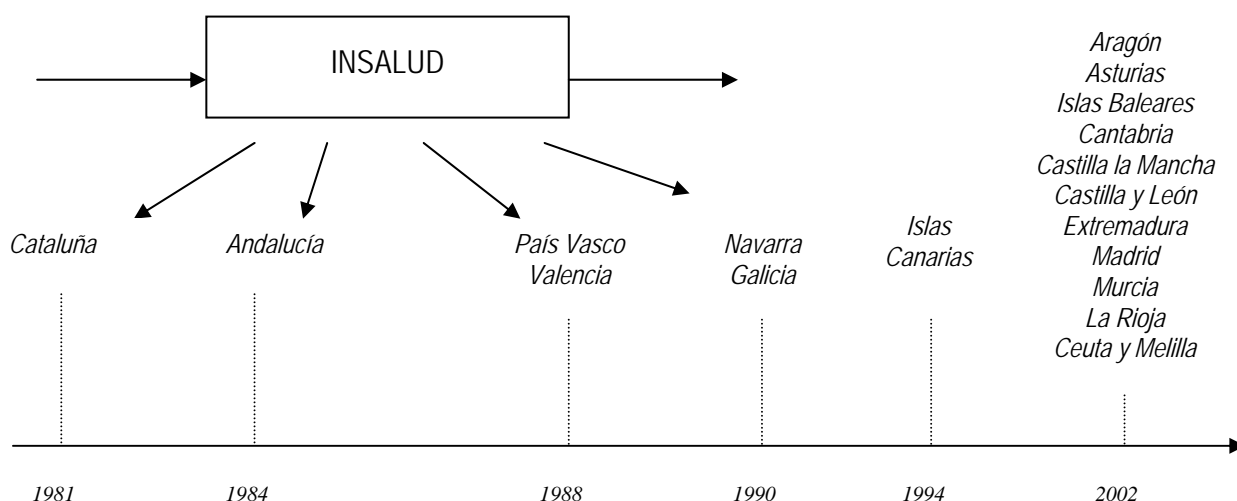 INSALUD
Cataluña
Andalucía
País Vasco
Valencia
Navarra
Galicia
Islas
Canarias
Aragón
Asturias
Islas Baleares
Cantabria
Castilla la Mancha
Castilla y León
Extremadura
Madrid
Murcia
La Rioja
Ceuta y Melilla
1981
1984
1988
1990
1994
2002